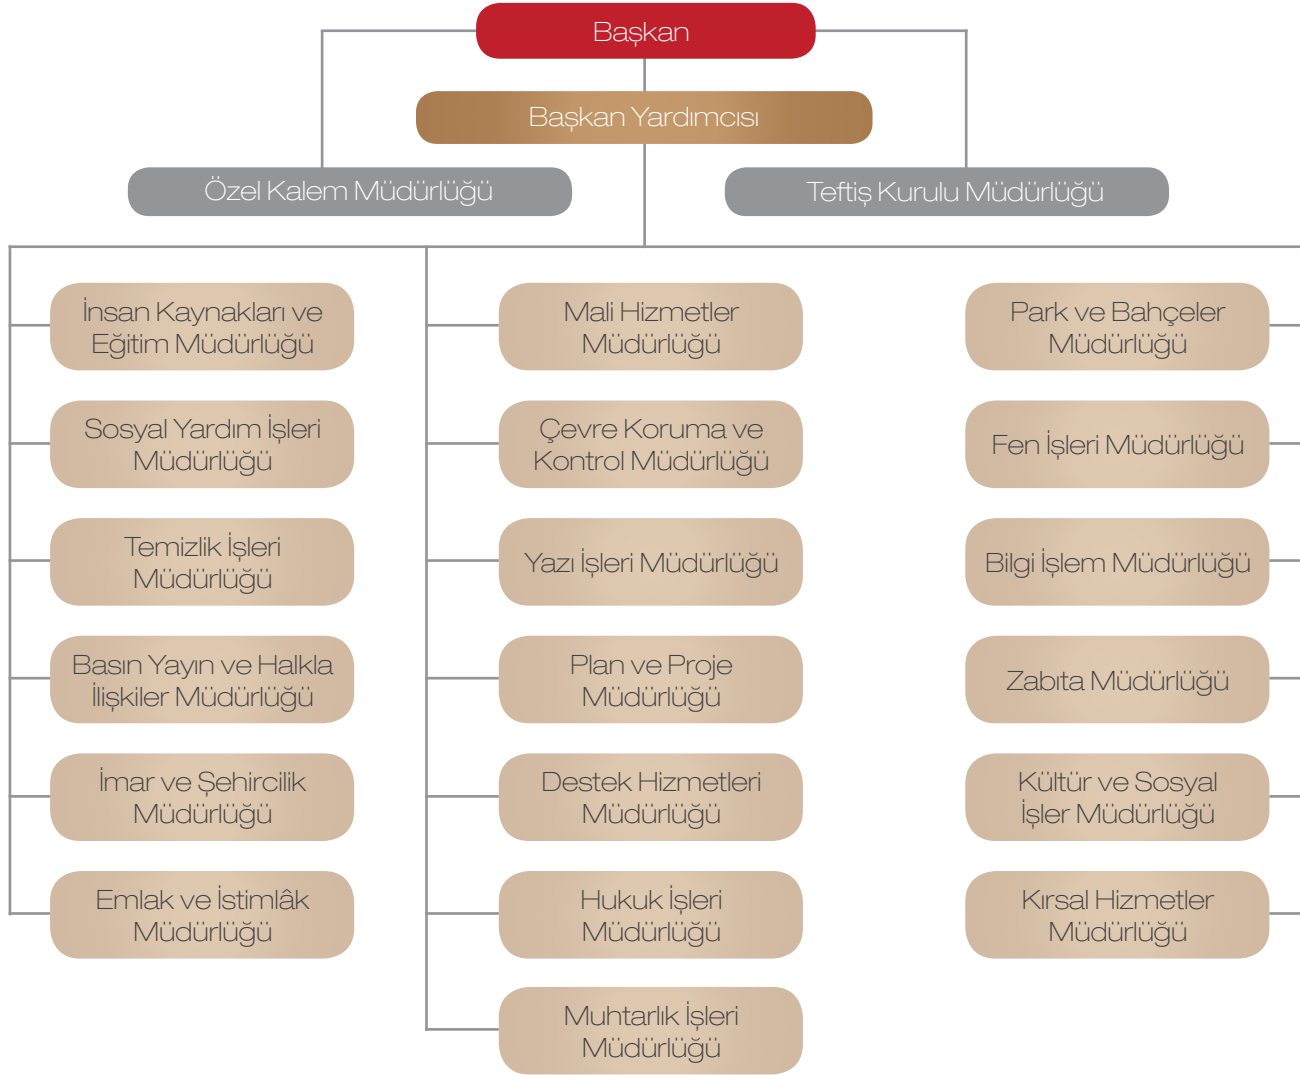 Başkan
Başkan Yardımcısı
Özel Kalem Müdürlüğü
Teftiş Kurulu Müdürlüğü
İnsan Kaynakları ve
Eğitim Müdürlüğü
Sosyal Yardım İşleri
Müdürlüğü
Temizlik İşleri
Müdürlüğü
Basın Yayın ve Halkla
İlişkiler Müdürlüğü
İmar ve Şehircilik
Müdürlüğü
Emlak ve İstimlâk
Müdürlüğü
Mali Hizmetler
Müdürlüğü
Çevre Koruma ve
Kontrol Müdürlüğü
Yazı İşleri Müdürlüğü
Plan ve Proje
Müdürlüğü
Destek Hizmetleri
Müdürlüğü
Hukuk İşleri
Müdürlüğü
Muhtarlık İşleri
Müdürlüğü
Park ve Bahçeler
Müdürlüğü
Fen İşleri Müdürlüğü
Bilgi İşlem Müdürlüğü
Zabıta Müdürlüğü
Kültür ve Sosyal
İşler Müdürlüğü
Kırsal Hizmetler
Müdürlüğü